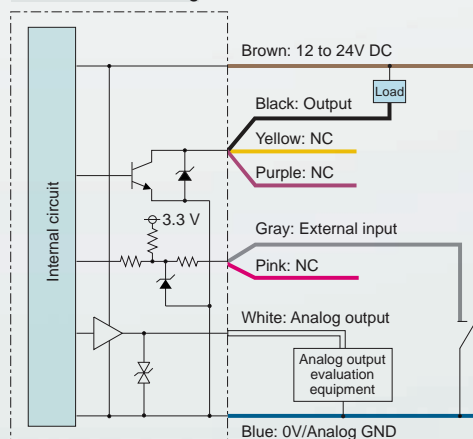 Brown: 12 to 24V DC
Load
Black: Output
Yellow: NC
Purple: NC
3.3 V
Internal circuit
Gray: External input
Pink: NC
White: Analog output
Analog output
evaluation
equipment
Blue: 0V/Analog GND